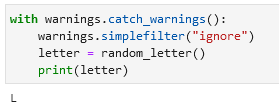 with warnings.catch_warnings():
    warnings.simplefilter("ignore")
    letter = random_letter()
    print(letter)
L